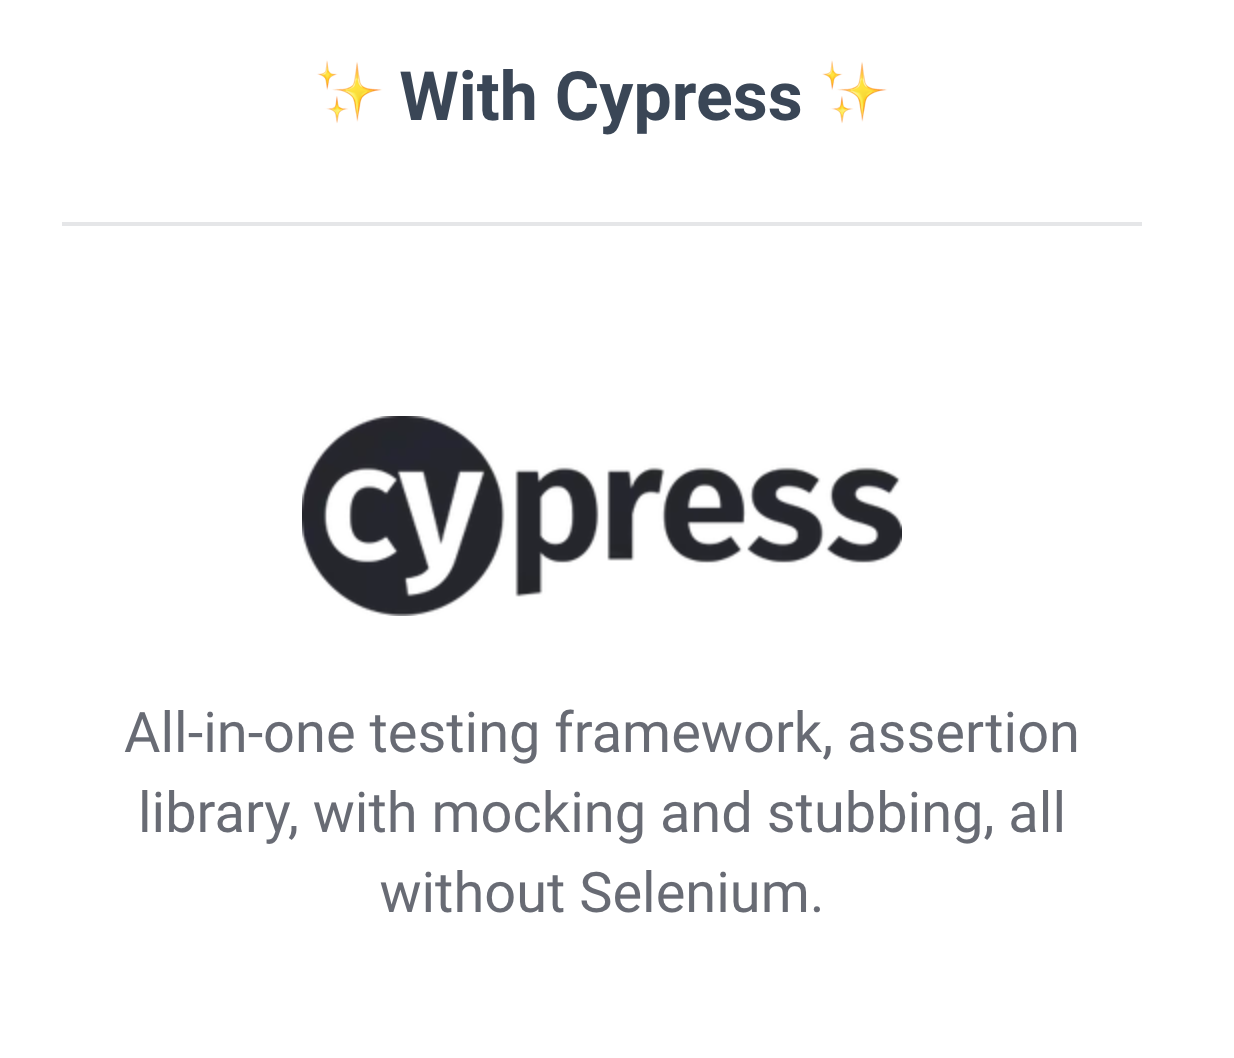 ✨ With Cypress ✨
cypress
All-in-one testing framework, assertion
library, with mocking and stubbing, all
without Selenium.